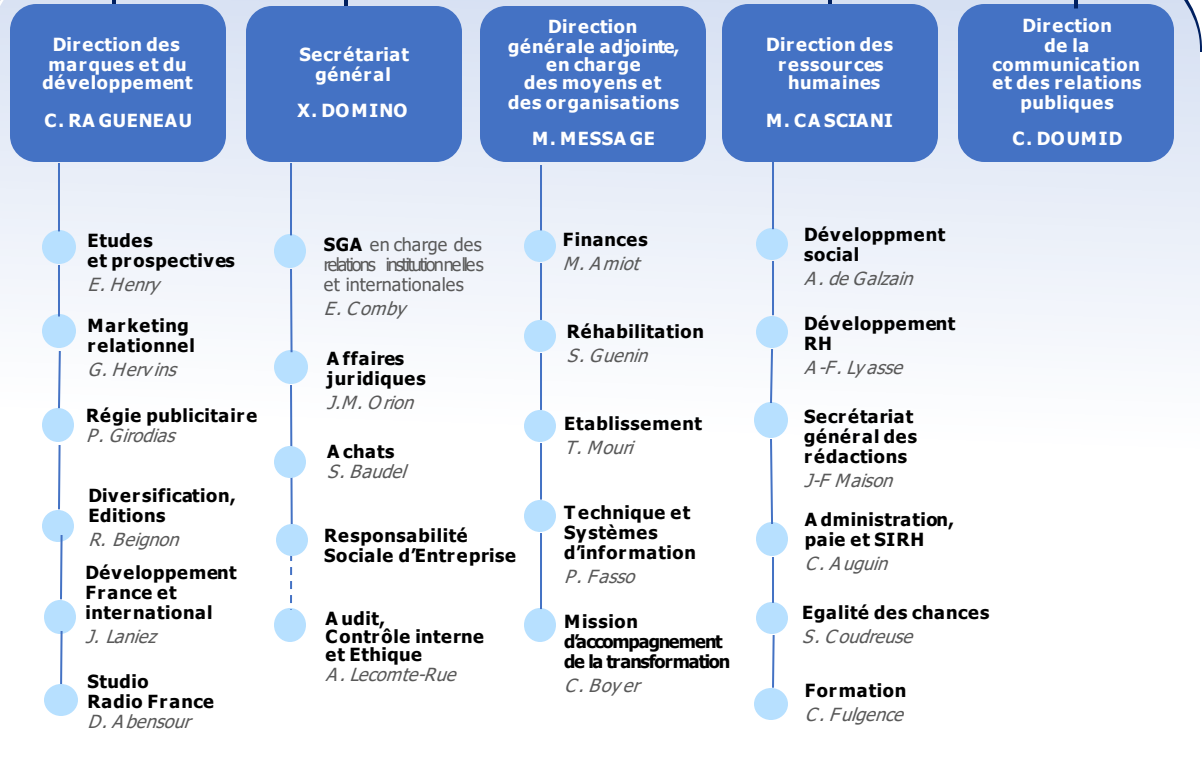 Direction des
marques et du
développement
C. RAGUENEAU
Secrétariat
général
X. DOMINO
Direction
générale adjointe,
en charge
des moyens et
des organisations
M. MESSAGE
Direction des
ressources
humaines
M. CASCIANI
Direction
de la
communication
et des relations
publiques
C. DOUMID
Etudes
et prospectives
E. Henry
Marketing
relationnel
G. Hervins
Régie publicitaire
P. Girodias
Diversification,
Editions
R. Beignon
Développement
France et
international
J. Laniez
Studio
Radio France
D. Abensour
SGA en charge des
relations institutionnelles
et internationales
E. Comby
Affaires
juridiques
J.M. Orion
Achats
S. Baudel
Responsabilité
Sociale d’Entreprise
Audit,
Contrôle interne
et Ethique
A. Lecomte-Rue
Finances
M. Amiot
Réhabilitation
S. Guenin
Etablissement
T. Mouri
Technique et
Systèmes
d’information
P. Fasso
Mission
d’accompagnement
de la transformation
C. Boyer
Développment
social
A. de Galzain
Développement
RH
A-F. Lyasse
Secrétariat
général des
rédactions
J-F Maison
Administration,
paie et SIRH
C. Auguin
Egalité des chances
S. Coudreuse
Formation
C. Fulgence